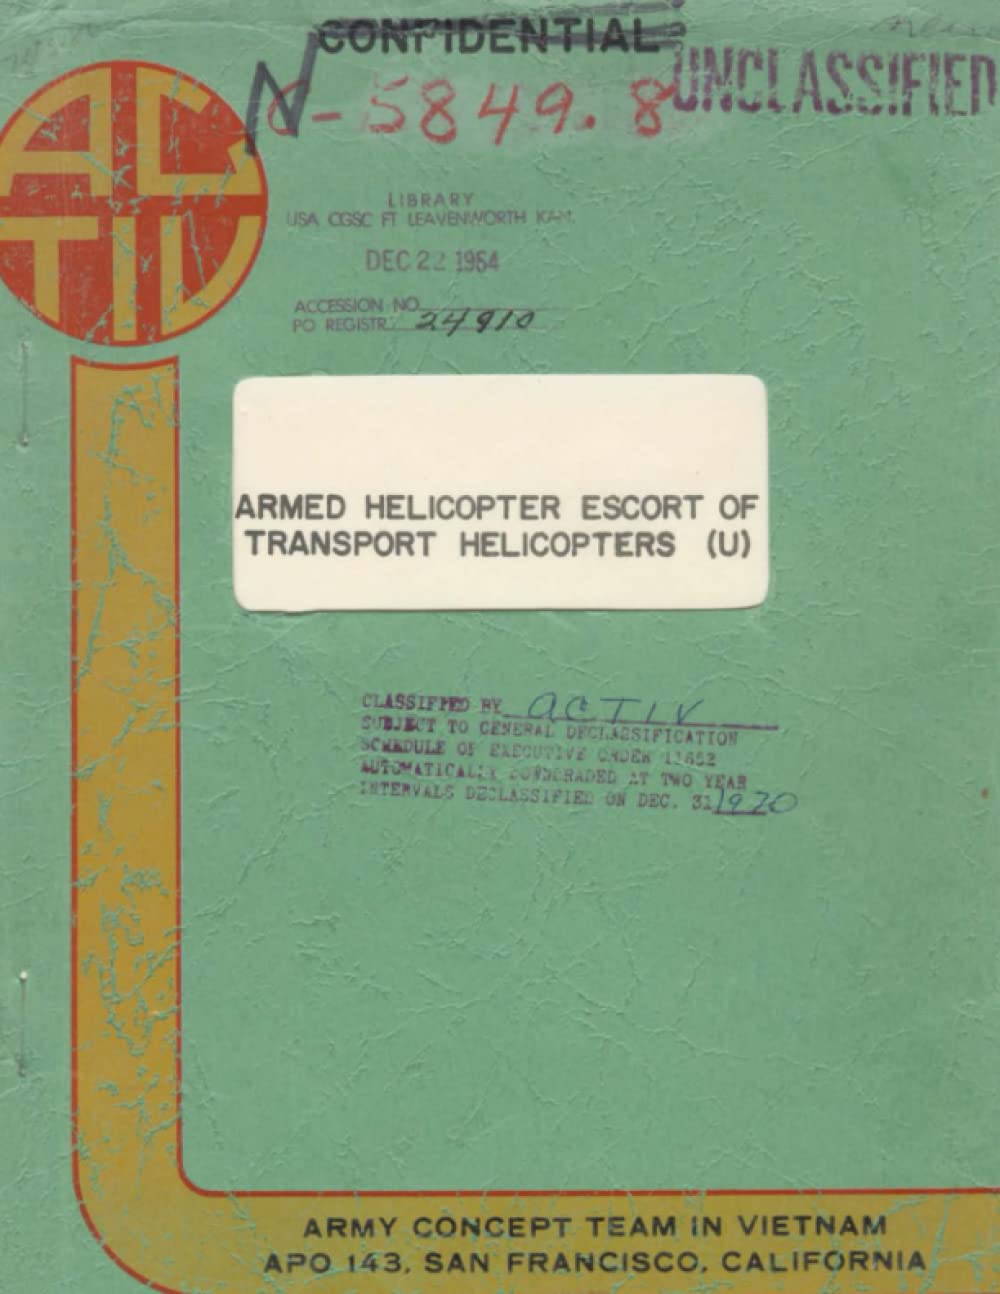 CONFIDENTIAL
UNCLASSIFIED
N-5849.8
AC
TIV
LIBRARY
USA CGSC FT LEAVENWORTH KAN.
DEC 22 1964
ACCESSION NO
PO REGISTR. 24910
ARMED HELICOPTER ESCORT OF
TRANSPORT HELICOPTERS (U)
CLASSIFIED BY ACTIV
SUBJECT TO GENERAL DECLASSIFICATION
SCHEDULE OF EXECUTIVE ORDER 11652
AUTOMATICALLY DOWNGRADED AT TWO YEAR
INTERVALS DECLASSIFIED ON DEC. 31 1970
ARMY CONCEPT TEAM IN VIETNAM
APO 143, SAN FRANCISCO, CALIFORNIA